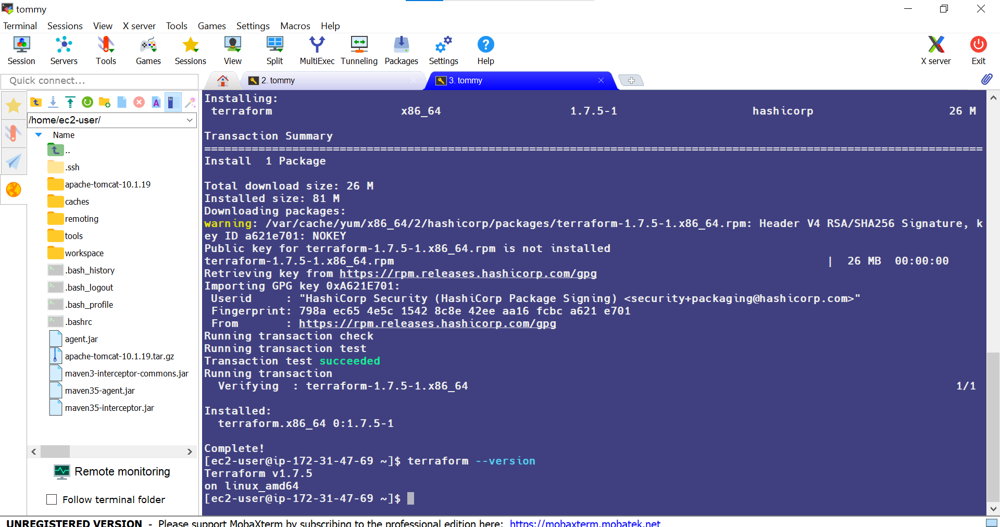 tommy
Terminal Sessions View X server Tools Games Settings Macros Help
Session Servers Tools Games Sessions View Split MultiExec Tunneling Packages Settings Help X server Exit
Quick connect...
2. tommy
3. tommy
/home/ec2-user/
Name
..
.ssh
apache-tomcat-10.1.19
caches
remoting
tools
workspace
.bash_history
.bash_logout
.bash_profile
.bashrc
agent.jar
apache-tomcat-10.1.19.tar.gz
maven3-interceptor-commons.jar
maven35-agent.jar
maven35-interceptor.jar
Remote monitoring
Follow terminal folder
Installing:
terraform x86_64 1.7.5-1 hashicorp 26 M
Transaction Summary
===================================================================================================================
Install 1 Package
Total download size: 26 M
Installed size: 81 M
Downloading packages:
warning: /var/cache/yum/x86_64/2/hashicorp/packages/terraform-1.7.5-1.x86_64.rpm: Header V4 RSA/SHA256 Signature, k
ey ID a621e701: NOKEY
Public key for terraform-1.7.5-1.x86_64.rpm is not installed
terraform-1.7.5-1.x86_64.rpm | 26 MB 00:00:00
Retrieving key from https://rpm.releases.hashicorp.com/gpg
Importing GPG key 0xA621E701:
Userid : "HashiCorp Security (HashiCorp Package Signing) <security+packaging@hashicorp.com>"
Fingerprint: 798a ec65 4e5c 1542 8c8e 42ee aa16 fcbc a621 e701
From : https://rpm.releases.hashicorp.com/gpg
Running transaction check
Running transaction test
Transaction test succeeded
Running transaction
Verifying : terraform-1.7.5-1.x86_64 1/1
Installed:
terraform.x86_64 0:1.7.5-1
Complete!
[ec2-user@ip-172-31-47-69 ~]$ terraform --version
Terraform v1.7.5
on linux_amd64
[ec2-user@ip-172-31-47-69 ~]$
UNREGISTERED VERSION - Please support MobaXterm by subscribing to the professional edition here: https://mobaxterm.mobatek.net